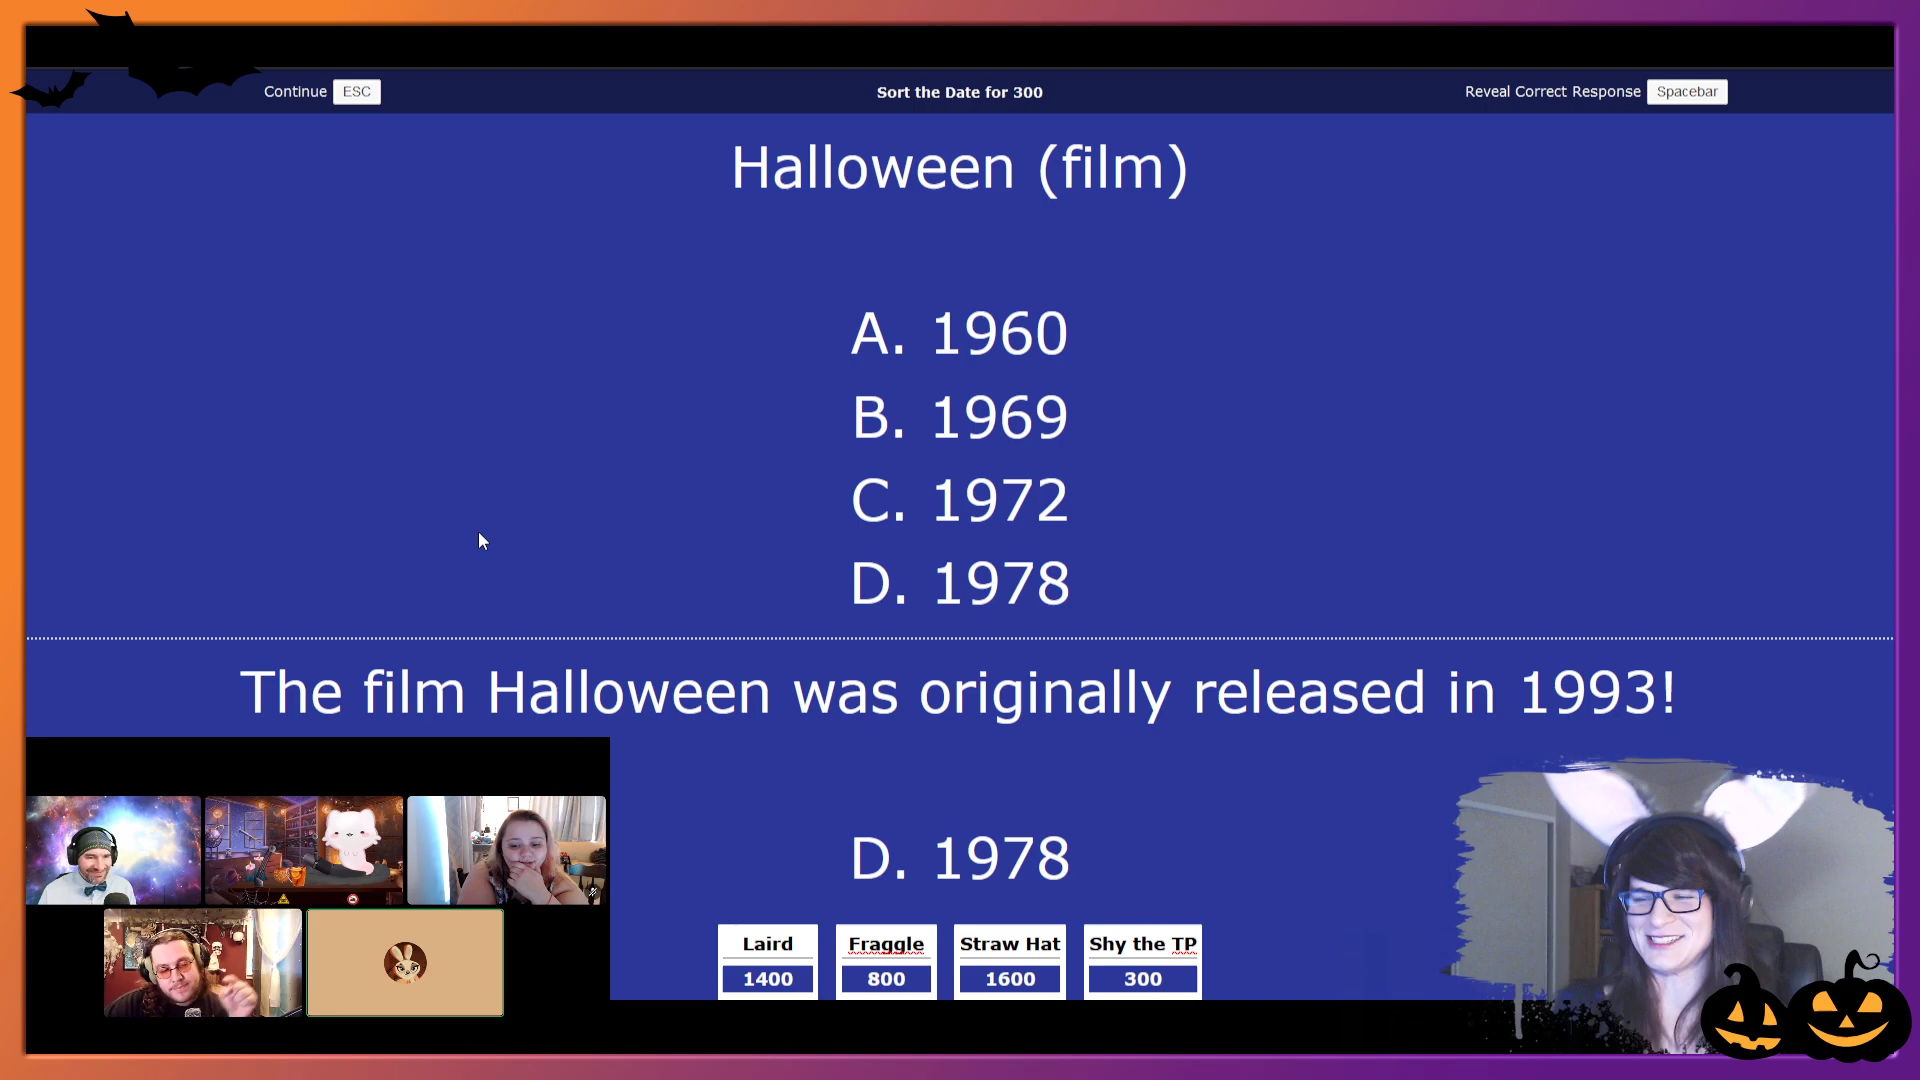 Continue ESC
Sort the Date for 300
Reveal Correct Response Spacebar
Halloween (film)
A. 1960
B. 1969
C. 1972
D. 1978
The film Halloween was originally released in 1993!
D. 1978
Laird Fraggle Straw Hat Shy the TP
1400 800 1600 300